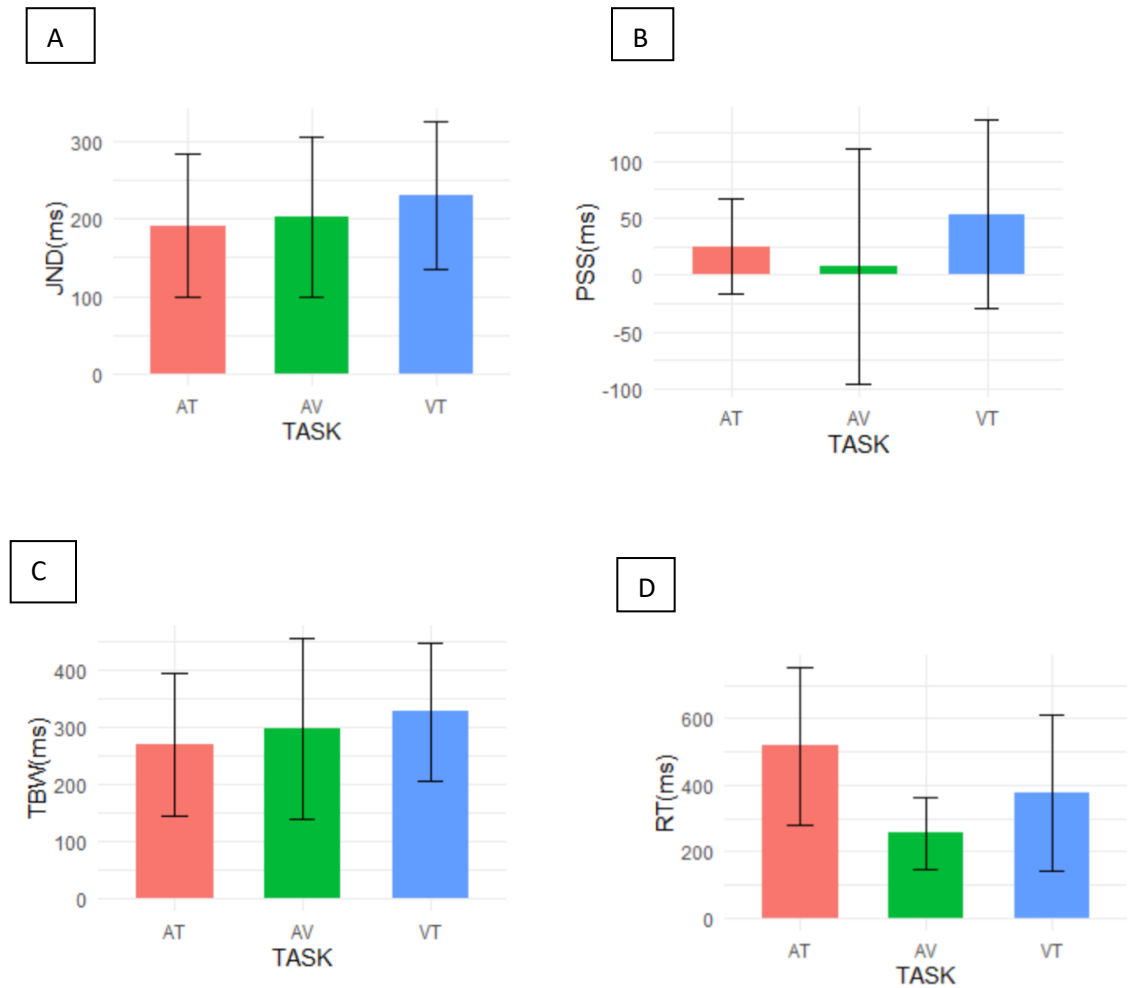 A
300
200
100
0
JND(ms)
AT AV VT
TASK
B
100
50
0
-50
-100
PSS(ms)
AT AV VT
TASK
C
400
300
200
100
0
TBW(ms)
AT AV VT
TASK
D
600
400
200
0
RT(ms)
AT AV VT
TASK